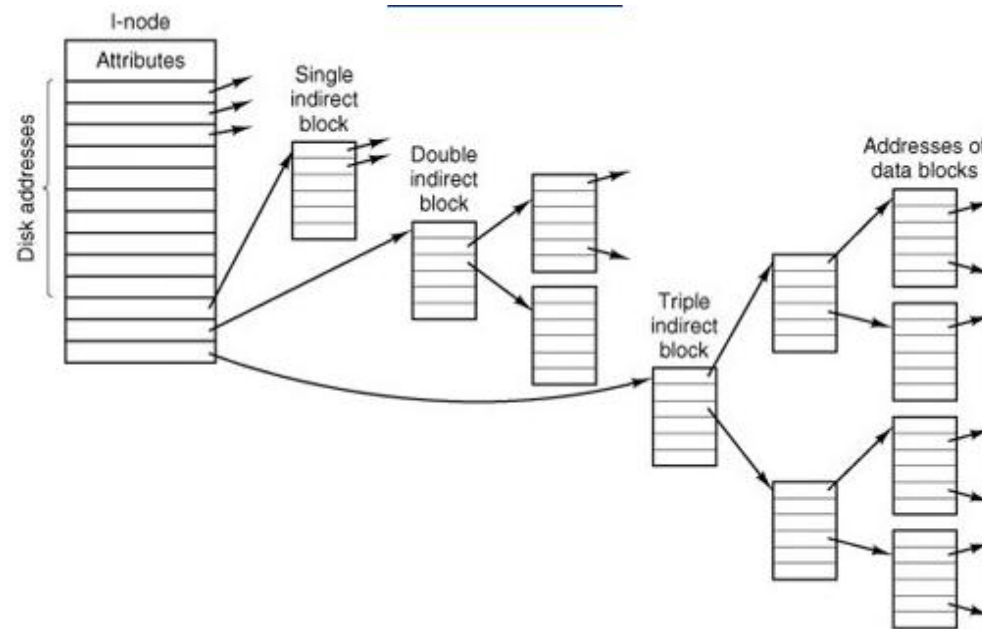 I-node
Attributes
Disk addresses
Single
indirect
block
Double
indirect
block
Triple
indirect
block
Addresses of
data blocks